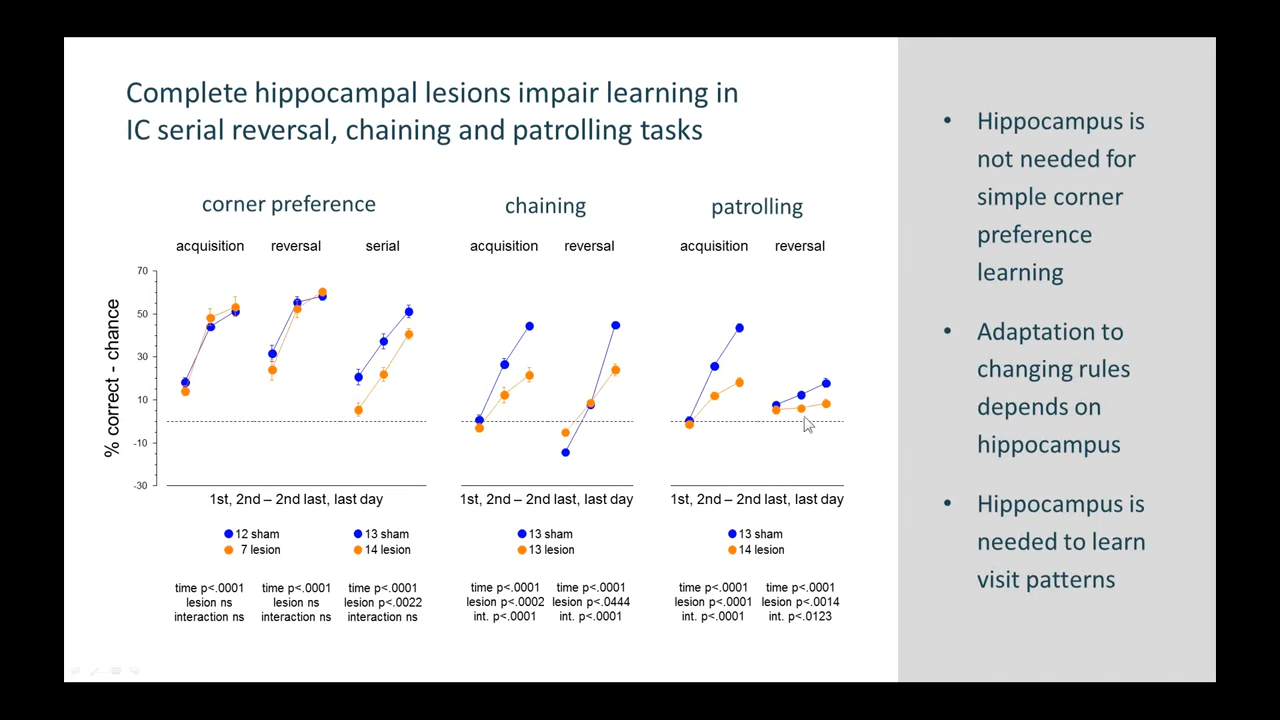 Complete hippocampal lesions impair learning in
IC serial reversal, chaining and patrolling tasks
corner preference
chaining
patrolling
acquisition
reversal
serial
acquisition
reversal
acquisition
reversal
% correct - chance
70
50
30
10
-10
-30
1st, 2nd – 2nd last, last day
1st, 2nd – 2nd last, last day
1st, 2nd – 2nd last, last day
12 sham
7 lesion
13 sham
14 lesion
13 sham
13 lesion
13 sham
14 lesion
time p<.0001
lesion ns
interaction ns
time p<.0001
lesion ns
interaction ns
time p<.0001
lesion p<.0022
interaction ns
time p<.0001
lesion p<.0002
int. p<.0001
time p<.0001
lesion p<.0444
int. p<.0001
time p<.0001
lesion p<.0001
int. p<.0001
time p<.0001
lesion p<.0014
int. p<.0123
• Hippocampus is
not needed for
simple corner
preference
learning
• Adaptation to
changing rules
depends on
hippocampus
• Hippocampus is
needed to learn
visit patterns